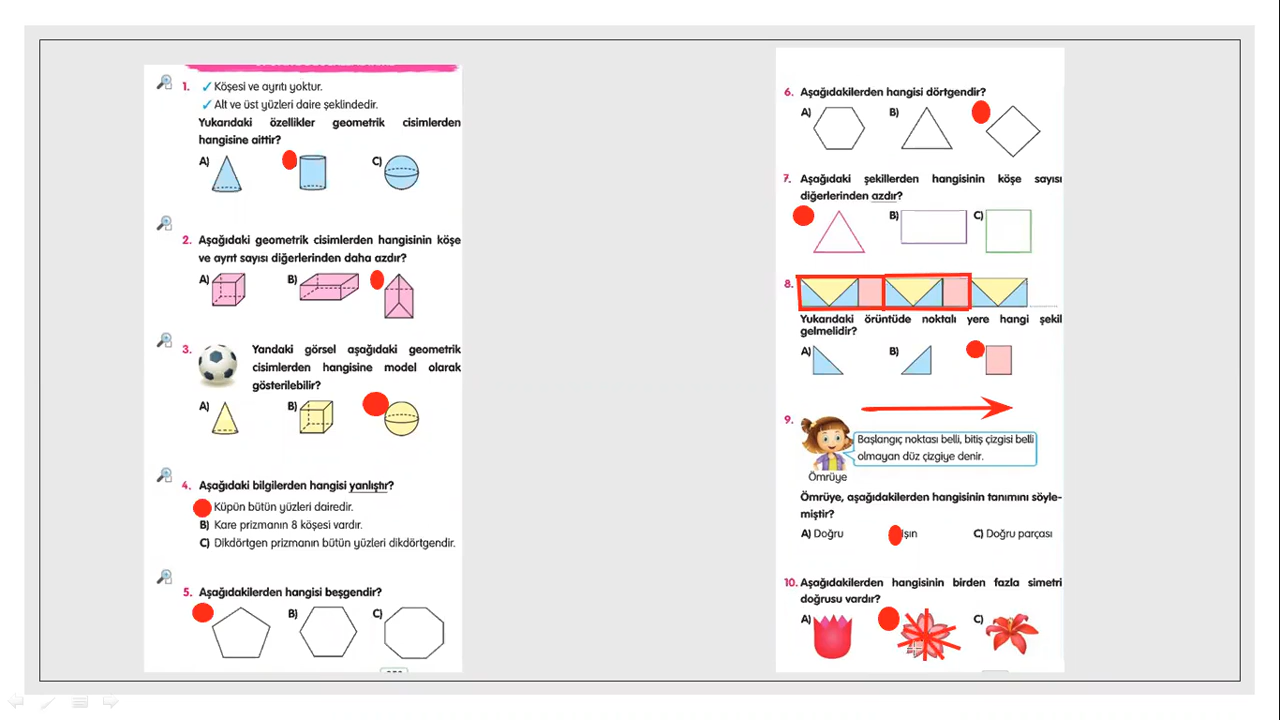 1. ✓ Köşesi ve ayrıtı yoktur.
✓ Alt ve üst yüzleri daire şeklindedir.
Yukarıdaki özellikler geometrik cisimlerden
hangisine aittir?
A) C)
2. Aşağıdaki geometrik cisimlerden hangisinin köşe
ve ayrıt sayısı diğerlerinden daha azdır?
A) B)
3. Yandaki görsel aşağıdaki geometrik
cisimlerden hangisine model olarak
gösterilebilir?
A) B)
4. Aşağıdaki bilgilerden hangisi yanlıştır?
Küpün bütün yüzleri dairedir.
B) Kare prizmanın 8 köşesi vardır.
C) Dikdörtgen prizmanın bütün yüzleri dikdörtgendir.
5. Aşağıdakilerden hangisi beşgendir?
B) C)
6. Aşağıdakilerden hangisi dörtgendir?
A) B)
7. Aşağıdaki şekillerden hangisinin köşe sayısı
diğerlerinden azdır?
B) C)
8.
Yukarıdaki örüntüde noktalı yere hangi şekil
gelmelidir?
A) B)
9.
Başlangıç noktası belli, bitiş çizgisi belli
olmayan düz çizgiye denir.
Ömrüye
Ömrüye, aşağıdakilerden hangisinin tanımını söyle-
miştir?
A) Doğru Işın C) Doğru parçası
10. Aşağıdakilerden hangisinin birden fazla simetri
doğrusu vardır?
A) C)